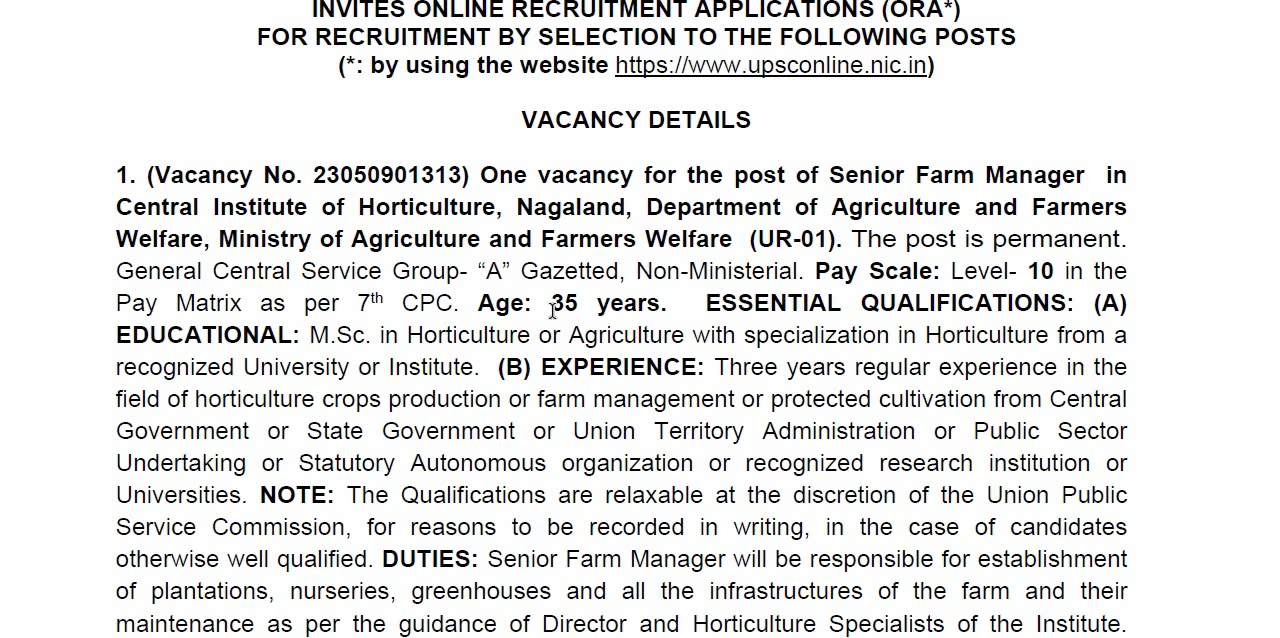 INVITES ONLINE RECRUITMENT APPLICATIONS (ORA*)
FOR RECRUITMENT BY SELECTION TO THE FOLLOWING POSTS
(*: by using the website https://www.upsconline.nic.in)
VACANCY DETAILS
1. (Vacancy No. 23050901313) One vacancy for the post of Senior Farm Manager in
Central Institute of Horticulture, Nagaland, Department of Agriculture and Farmers
Welfare, Ministry of Agriculture and Farmers Welfare (UR-01). The post is permanent.
General Central Service Group- “A” Gazetted, Non-Ministerial. Pay Scale: Level- 10 in the
Pay Matrix as per 7th CPC. Age: 35 years. ESSENTIAL QUALIFICATIONS: (A)
EDUCATIONAL: M.Sc. in Horticulture or Agriculture with specialization in Horticulture from a
recognized University or Institute. (B) EXPERIENCE: Three years regular experience in the
field of horticulture crops production or farm management or protected cultivation from Central
Government or State Government or Union Territory Administration or Public Sector
Undertaking or Statutory Autonomous organization or recognized research institution or
Universities. NOTE: The Qualifications are relaxable at the discretion of the Union Public
Service Commission, for reasons to be recorded in writing, in the case of candidates
otherwise well qualified. DUTIES: Senior Farm Manager will be responsible for establishment
of plantations, nurseries, greenhouses and all the infrastructures of the farm and their
maintenance as per the guidance of Director and Horticulture Specialists of the Institute.